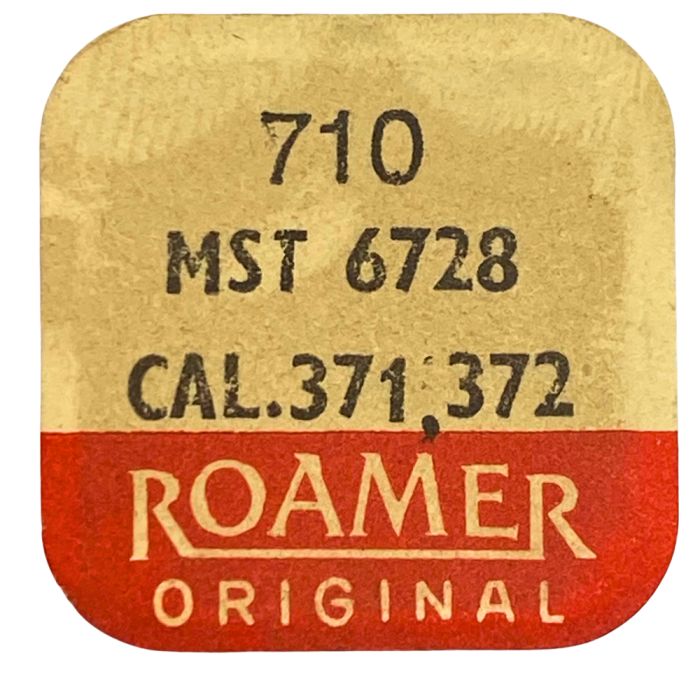 710
MST 6728
CAL.371,372
ROAMER
ORIGINAL